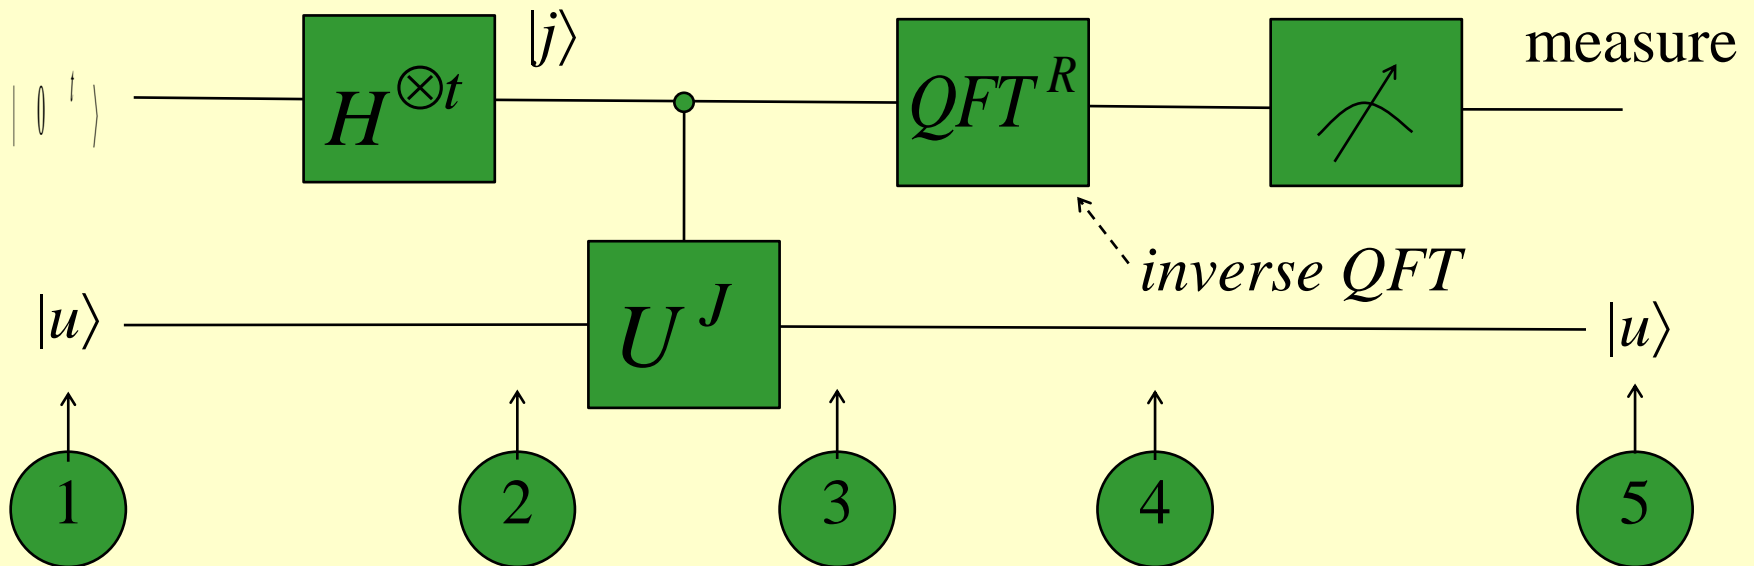 |j⟩
measure
|0^t⟩
H^⊗t
QFT^R
inverse QFT
|u⟩
U^J
|u⟩
1 2 3 4 5